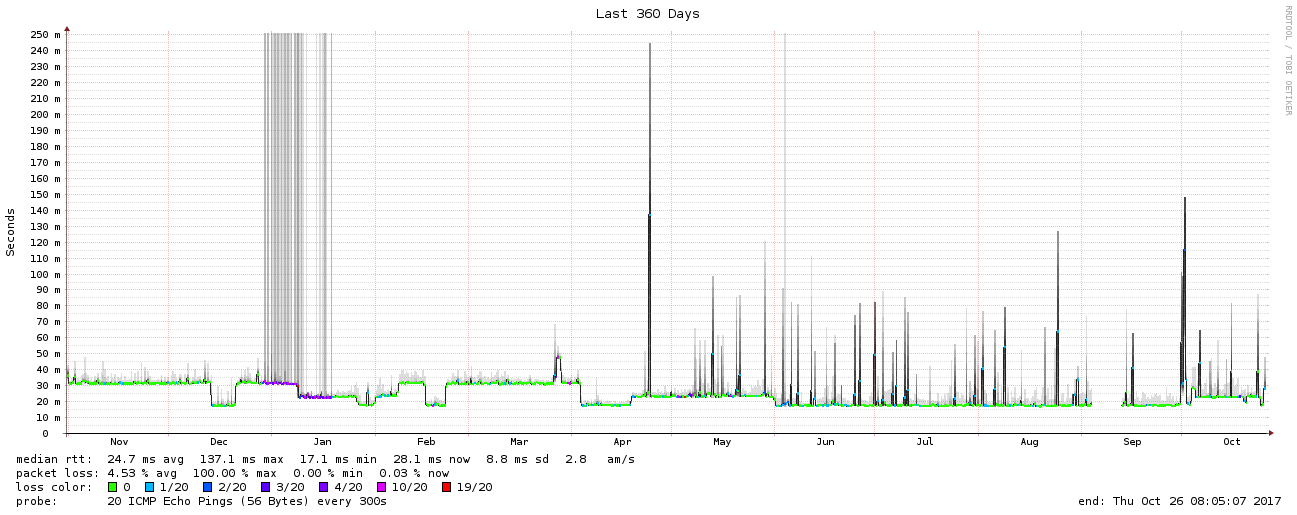 Last 360 Days
RRDTOOL / TOBI OETIKER
Seconds
250 m
240 m
230 m
220 m
210 m
200 m
190 m
180 m
170 m
160 m
150 m
140 m
130 m
120 m
110 m
100 m
90 m
80 m
70 m
60 m
50 m
40 m
30 m
20 m
10 m
0
Nov Dec Jan Feb Mar Apr May Jun Jul Aug Sep Oct
median rtt: 24.7 ms avg 137.1 ms max 17.1 ms min 28.1 ms now 8.8 ms sd 2.8 am/s
packet loss: 4.53 % avg 100.00 % max 0.00 % min 0.03 % now
loss color: 0 1/20 2/20 3/20 4/20 10/20 19/20
probe: 20 ICMP Echo Pings (56 Bytes) every 300s end: Thu Oct 26 08:05:07 2017